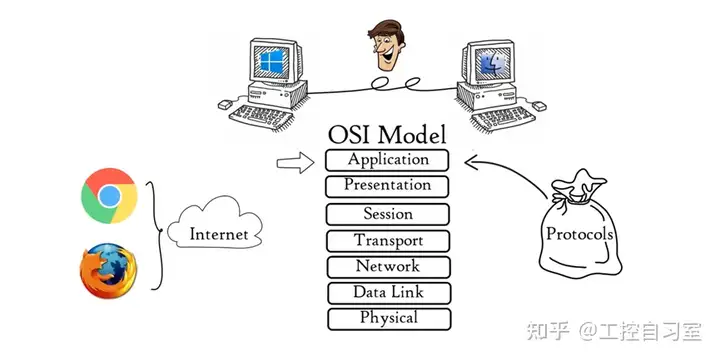 OSI Model
Application
Presentation
Session
Internet
Transport
Protocols
Network
Data Link
Physical
知乎 @工控自习室